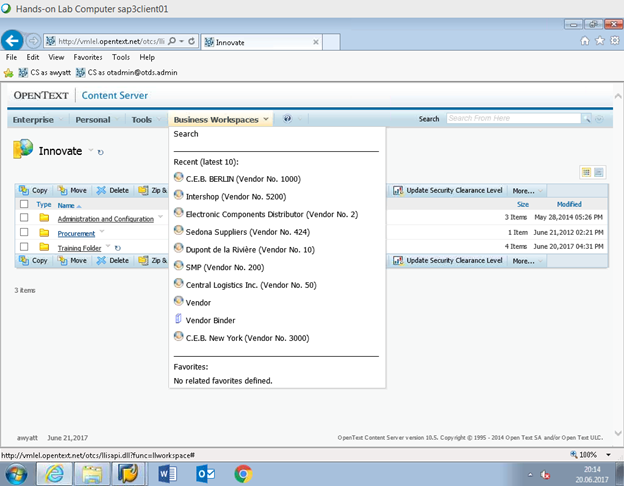 Hands-on Lab Computer sap3client01
http://vmlel.opentext.com/otcs/llis
Innovate
File Edit View Favorites Tools Help
CS as awyatt CS as otadmin@otds.admin
OPENTEXT Content Server
Enterprise Personal Tools Business Workspaces Search Search From Here
Search
Innovate
Recent (latest 10):
C.E.B. BERLIN (Vendor No. 1000)
Copy Move Delete Zip & Update Security Clearance Level More...
Intershop (Vendor No. 5200)
Type Name Size Modified
Electronic Components Distributor (Vendor No. 2)
Administration and Configuration 3 Items May 28,2014 05:26 PM
Sedona Suppliers (Vendor No. 424)
Procurement 1 Item June 21,2012 02:21 PM
Dupont de la Rivière (Vendor No. 10)
Training Folder 4 Items June 20,2017 04:31 PM
SMP (Vendor No. 200)
Copy Move Delete Zip & Update Security Clearance Level More...
Central Logistics Inc. (Vendor No. 50)
3 items
Vendor
Vendor Binder
C.E.B. New York (Vendor No. 3000)
Favorites:
No related favorites defined.
awyatt June 21,2017 OpenText Content Server version 10.5. Copyright © 1995 - 2014 Open Text SA and/or Open Text ULC.
http://vmlel.opentext.com/otcs/llisapi.dll?func=llworkspace# 100%
20:14
20.06.2017